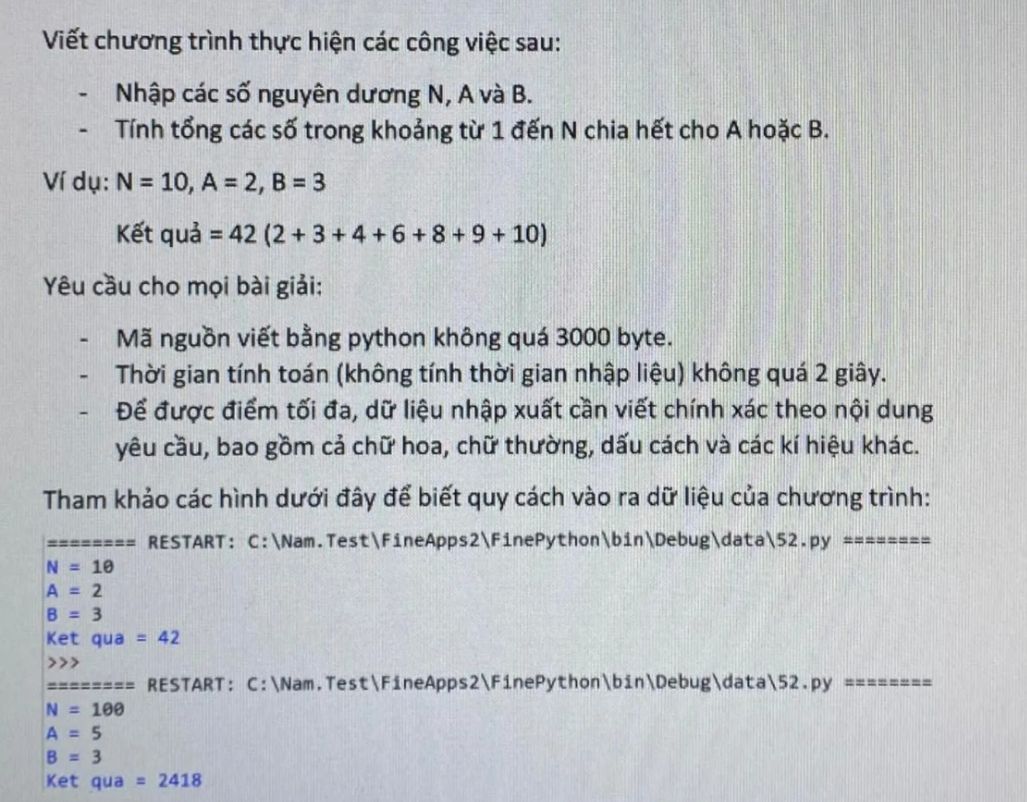 Viết chương trình thực hiện các công việc sau:
- Nhập các số nguyên dương N, A và B.
- Tính tổng các số trong khoảng từ 1 đến N chia hết cho A hoặc B.
Ví dụ: N = 10, A = 2, B = 3
Kết quả = 42 (2 + 3 + 4 + 6 + 8 + 9 + 10)
Yêu cầu cho mọi bài giải:
- Mã nguồn viết bằng python không quá 3000 byte.
- Thời gian tính toán (không tính thời gian nhập liệu) không quá 2 giây.
- Để được điểm tối đa, dữ liệu nhập xuất cần viết chính xác theo nội dung
yêu cầu, bao gồm cả chữ hoa, chữ thường, dấu cách và các kí hiệu khác.
Tham khảo các hình dưới đây để biết quy cách vào ra dữ liệu của chương trình:
======== RESTART: C:\Nam.Test\FineApps2\FinePython\bin\Debug\data\52.py ========
N = 10
A = 2
B = 3
Ket qua = 42
>>>
======== RESTART: C:\Nam.Test\FineApps2\FinePython\bin\Debug\data\52.py ========
N = 100
A = 5
B = 3
Ket qua = 2418